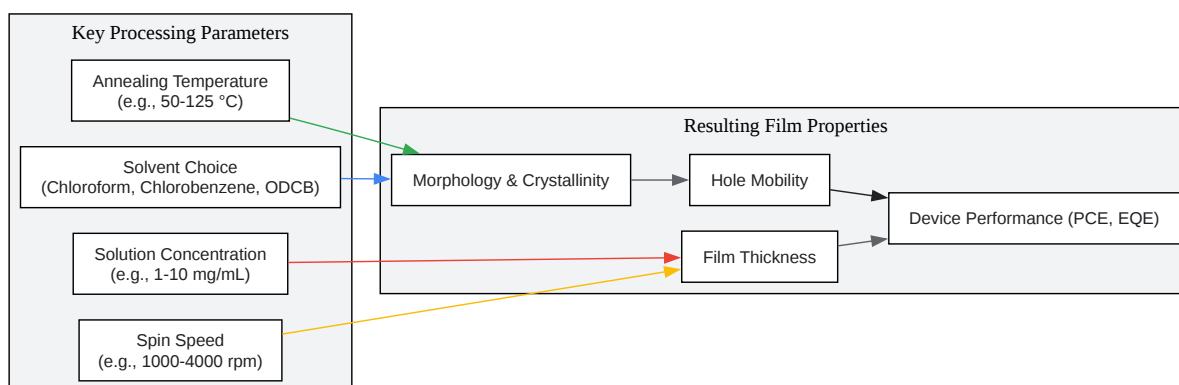 Key Processing Parameters
Annealing Temperature
(e.g., 50-125 °C)
Solvent Choice
(Chloroform, Chlorobenzene, ODCB)
Solution Concentration
(e.g., 1-10 mg/mL)
Spin Speed
(e.g., 1000-4000 rpm)
Resulting Film Properties
Morphology & Crystallinity
Hole Mobility
Film Thickness
Device Performance (PCE, EQE)